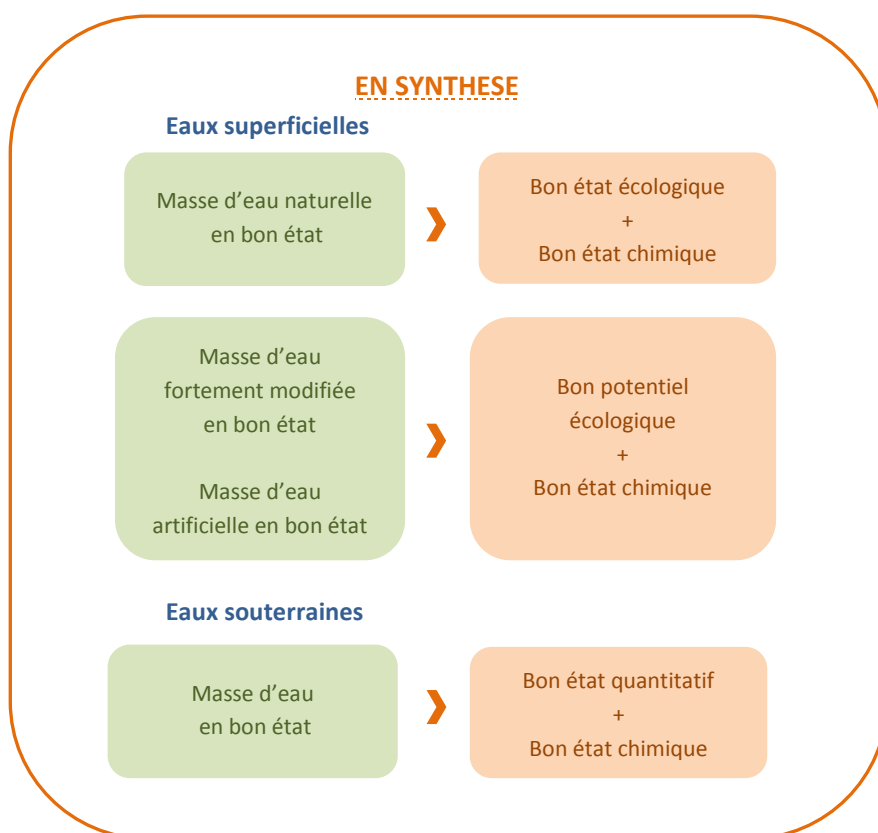 EN SYNTHESE
Eaux superficielles
Masse d’eau naturelle
en bon état
Bon état écologique
+
Bon état chimique
Masse d’eau
fortement modifiée
en bon état
Masse d’eau
artificielle en bon état
Bon potentiel
écologique
+
Bon état chimique
Eaux souterraines
Masse d’eau
en bon état
Bon état quantitatif
+
Bon état chimique